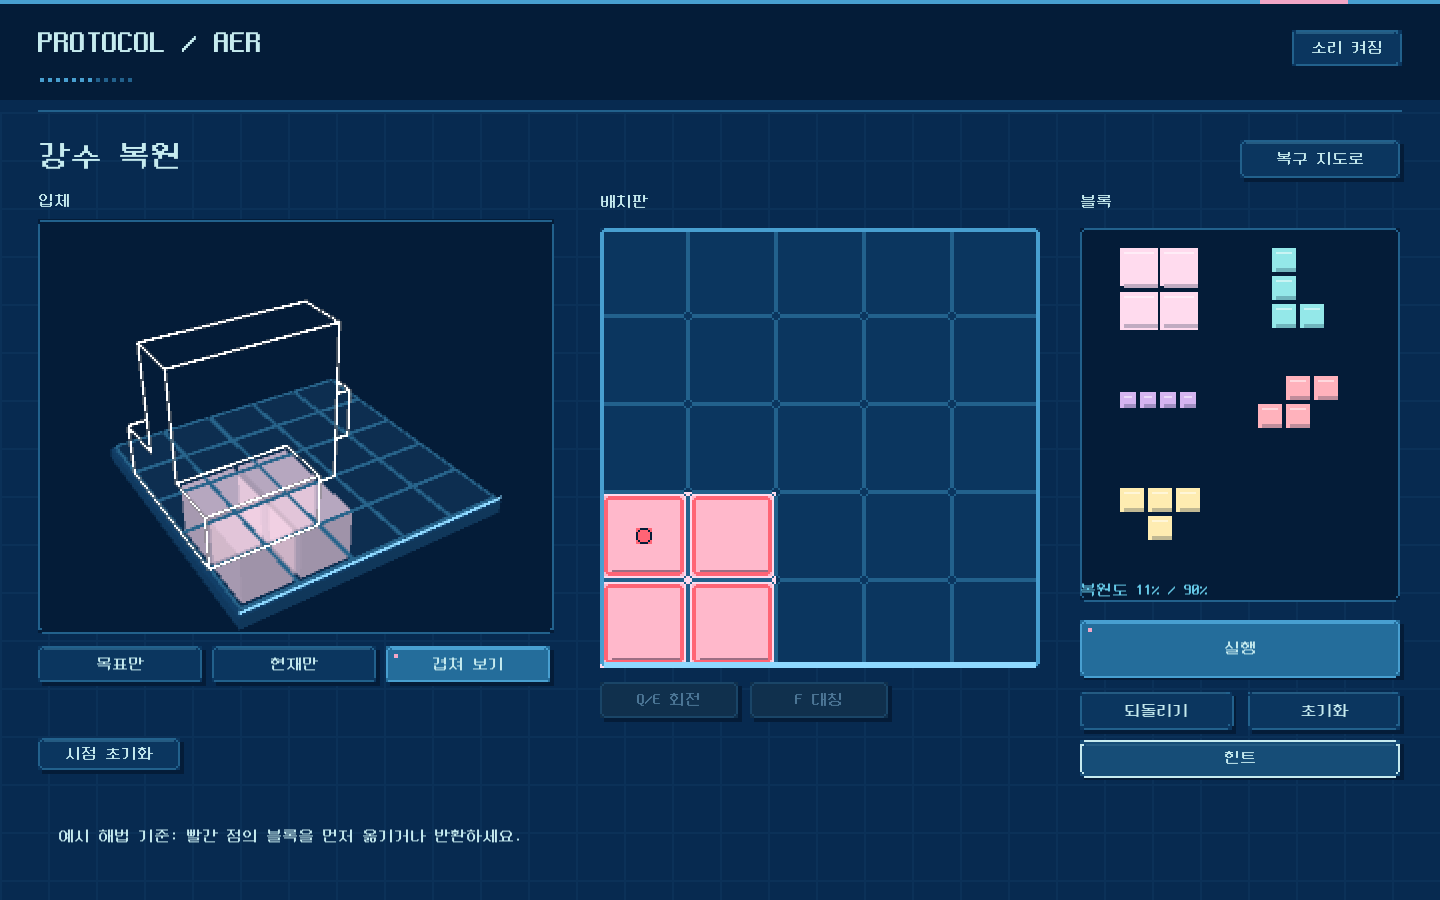 PROTOCOL / AER
소리 켜짐
강수 복원
복구 지도로
입체
배치판
블록
복원도 11% / 90%
실행
목표만
현재만
겹쳐 보기
Q/E 회전
F 대칭
되돌리기
초기화
힌트
시점 초기화
예시 해법 기준: 빨간 점의 블록을 먼저 옮기거나 반환하세요.